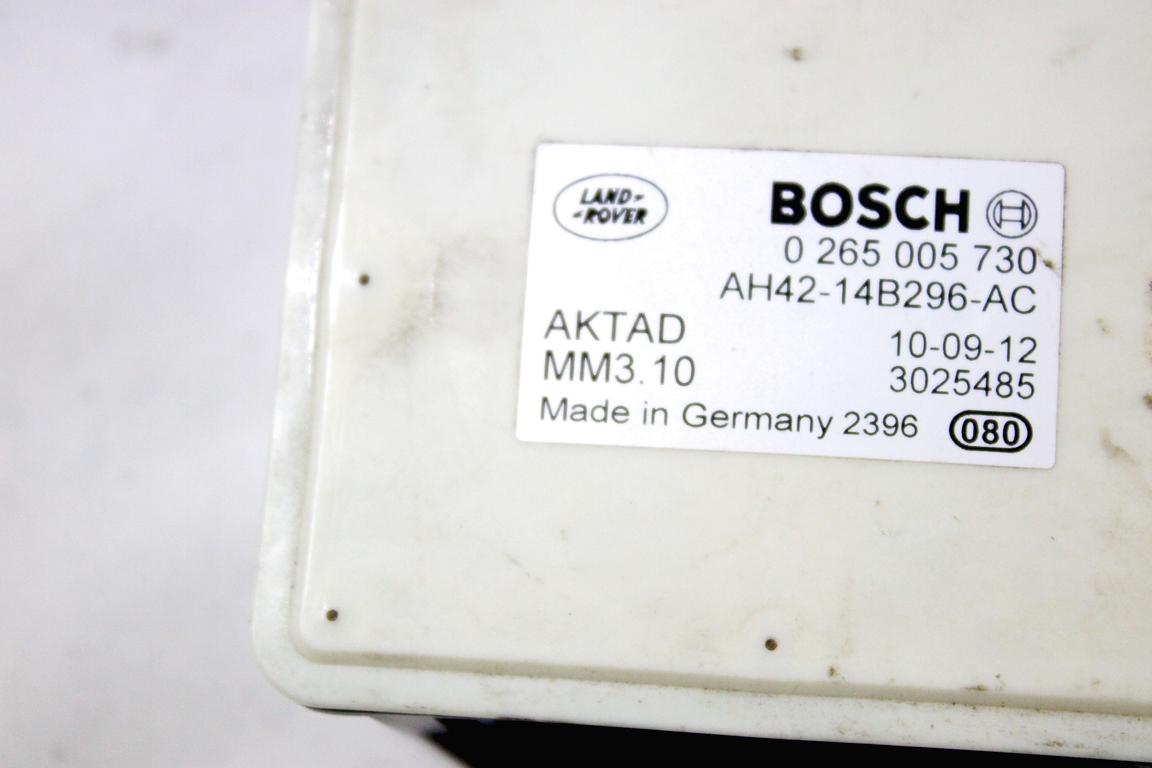 LAND-
-ROVER
BOSCH
0 265 005 730
AH42-14B296-AC
AKTAD 10-09-12
MM3.10 3025485
Made in Germany 2396 080